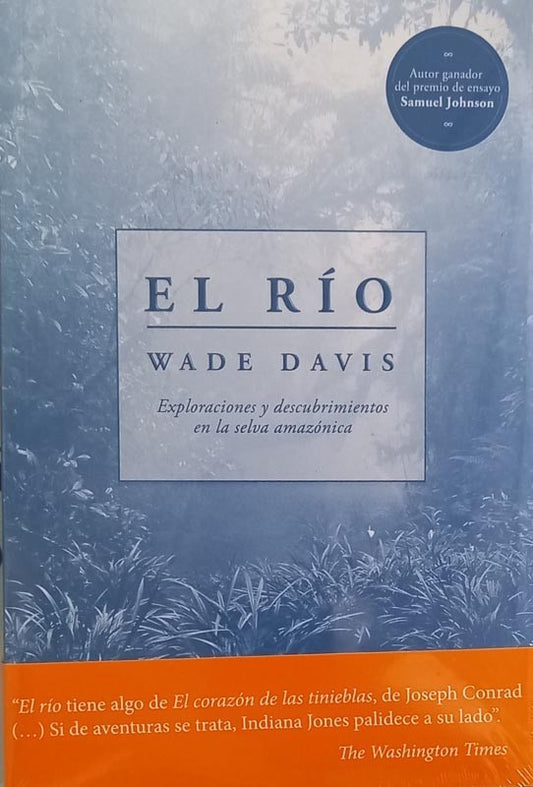 ∞
Autor ganador
del premio de ensayo
Samuel Johnson
∞
EL RÍO
WADE DAVIS
Exploraciones y descubrimientos
en la selva amazónica
“El río tiene algo de El corazón de las tinieblas, de Joseph Conrad
(…) Si de aventuras se trata, Indiana Jones palidece a su lado”.
The Washington Times